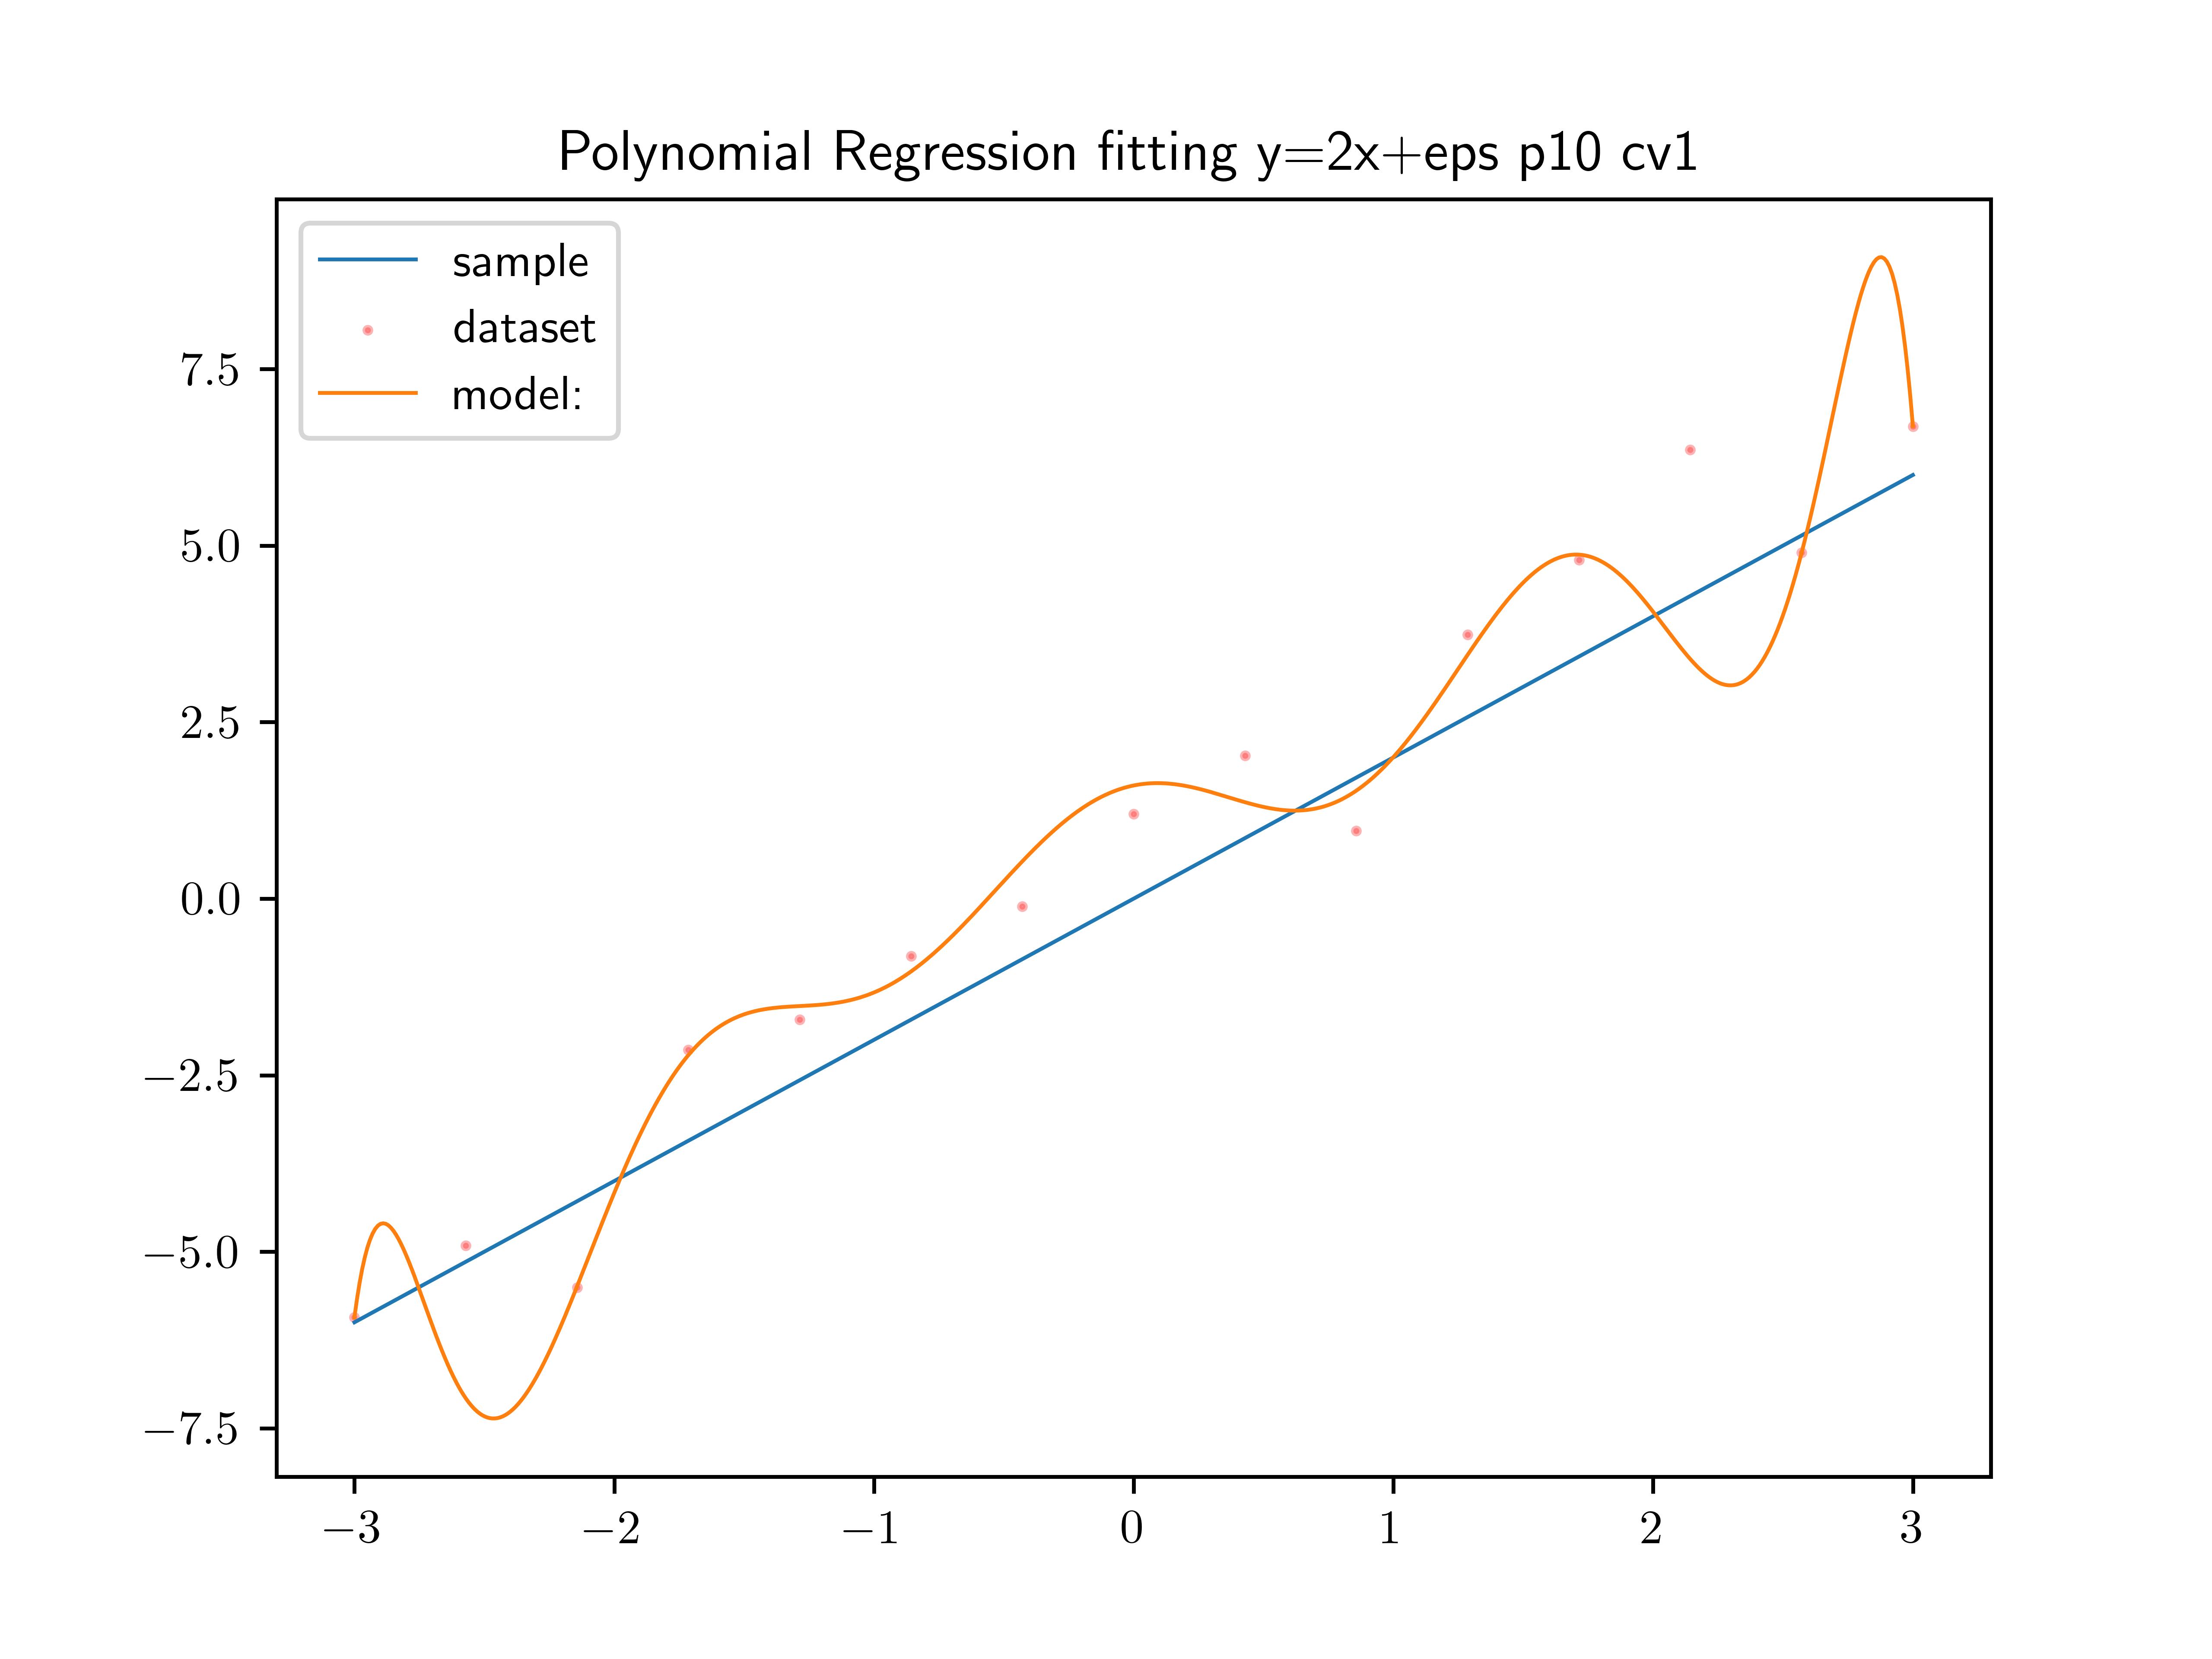 Polynomial Regression fitting y=2x+eps p10 cv1
sample
dataset
model:
7.5
5.0
2.5
0.0
−2.5
−5.0
−7.5
−3 −2 −1 0 1 2 3